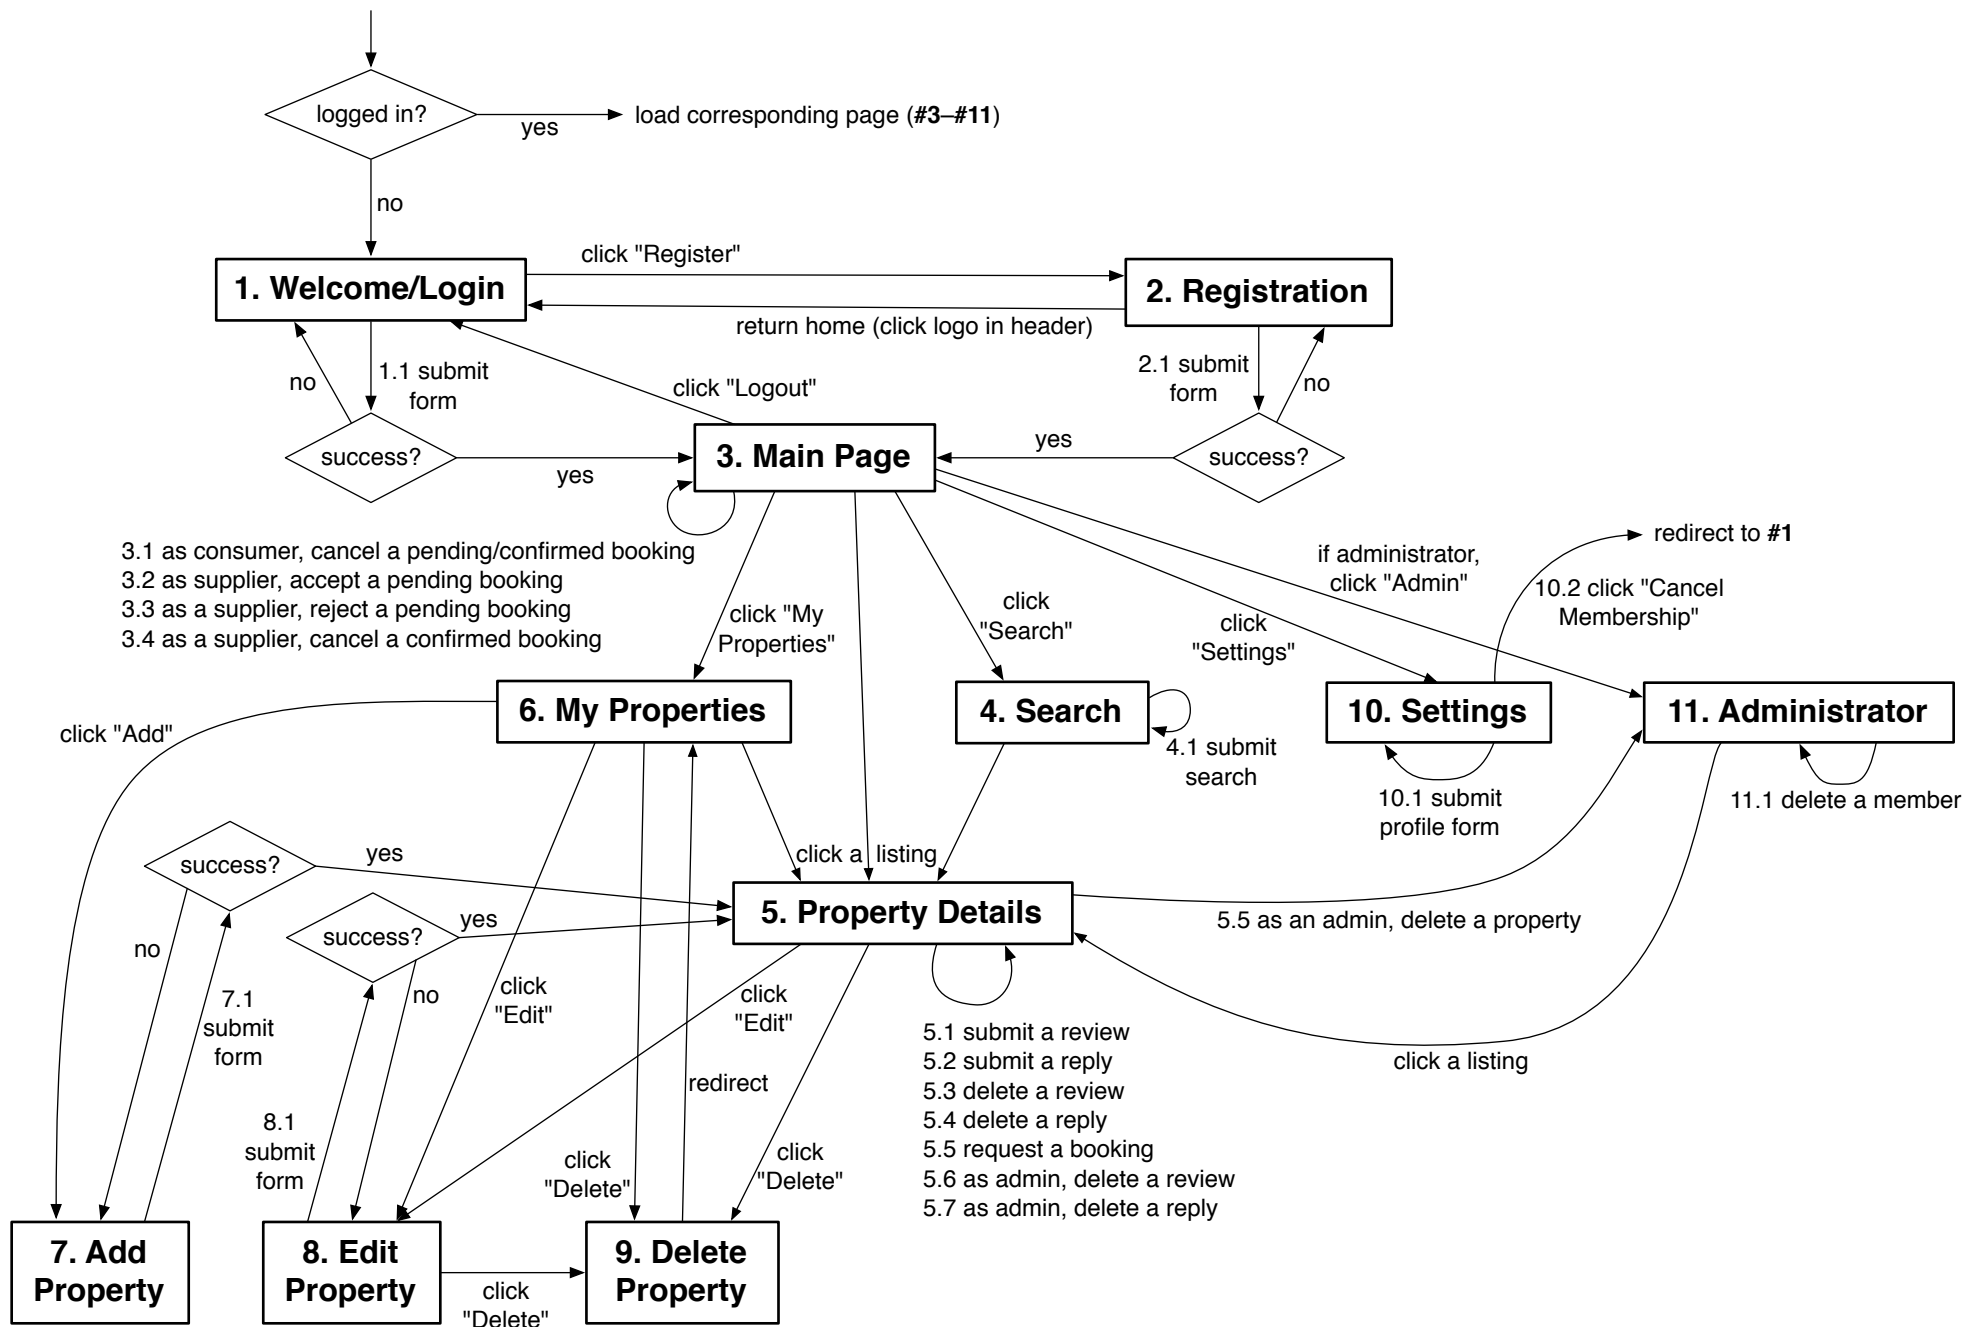 logged in?
yes
load corresponding page (#3–#11)
no
click "Register"
1. Welcome/Login
2. Registration
return home (click logo in header)
no
1.1 submit
form
click "Logout"
2.1 submit
form
no
success?
yes
3. Main Page
yes
success?
3.1 as consumer, cancel a pending/confirmed booking
3.2 as supplier, accept a pending booking
3.3 as a supplier, reject a pending booking
3.4 as a supplier, cancel a confirmed booking
click "My
Properties"
click
"Search"
click
"Settings"
if administrator,
click "Admin"
redirect to #1
10.2 click "Cancel
Membership"
click "Add"
6. My Properties
4. Search
4.1 submit
search
10. Settings
10.1 submit
profile form
11. Administrator
11.1 delete a member
success?
yes
click a listing
success?
yes
5. Property Details
5.5 as an admin, delete a property
no
7.1
submit
form
no
click
"Edit"
click
"Edit"
redirect
5.1 submit a review
5.2 submit a reply
5.3 delete a review
5.4 delete a reply
5.5 request a booking
5.6 as admin, delete a review
5.7 as admin, delete a reply
click a listing
8.1
submit
form
click
"Delete"
click
"Delete"
7. Add
Property
8. Edit
Property
click
"Delete"
9. Delete
Property